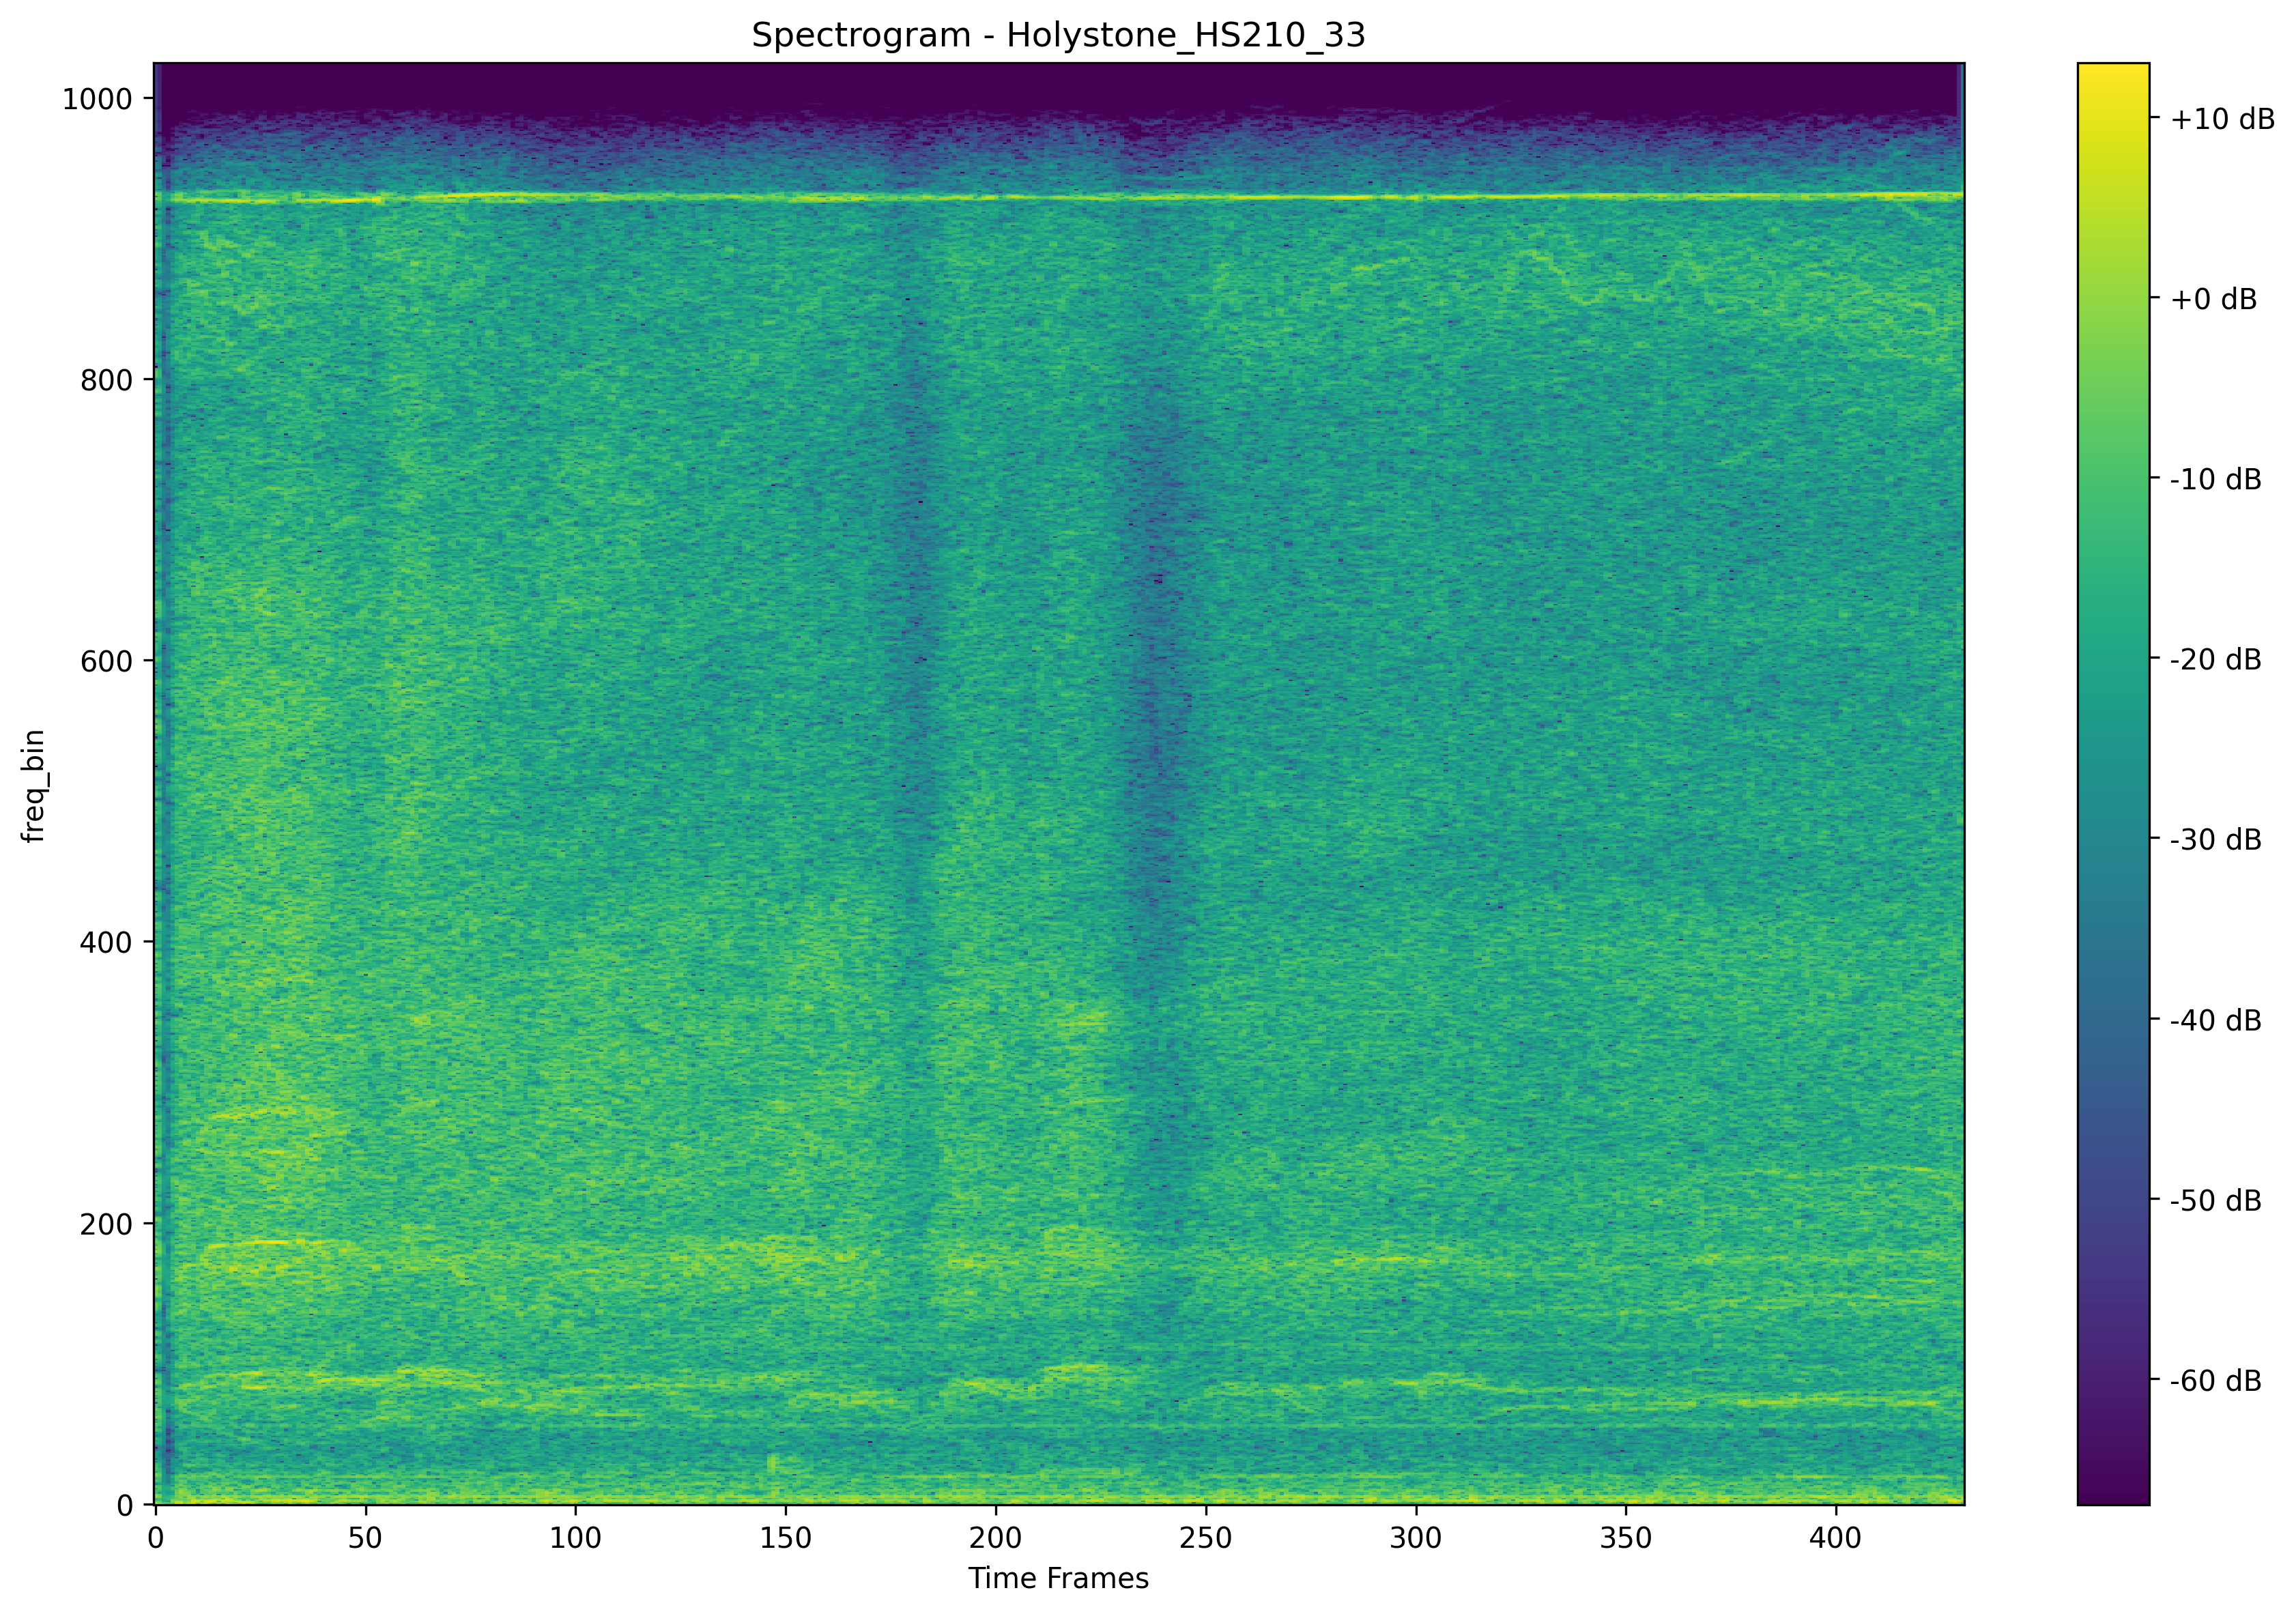 Spectrogram - Holystone_HS210_33
1000
800
600
400
200
0
freq_bin
0 50 100 150 200 250 300 350 400
Time Frames
+10 dB
+0 dB
-10 dB
-20 dB
-30 dB
-40 dB
-50 dB
-60 dB